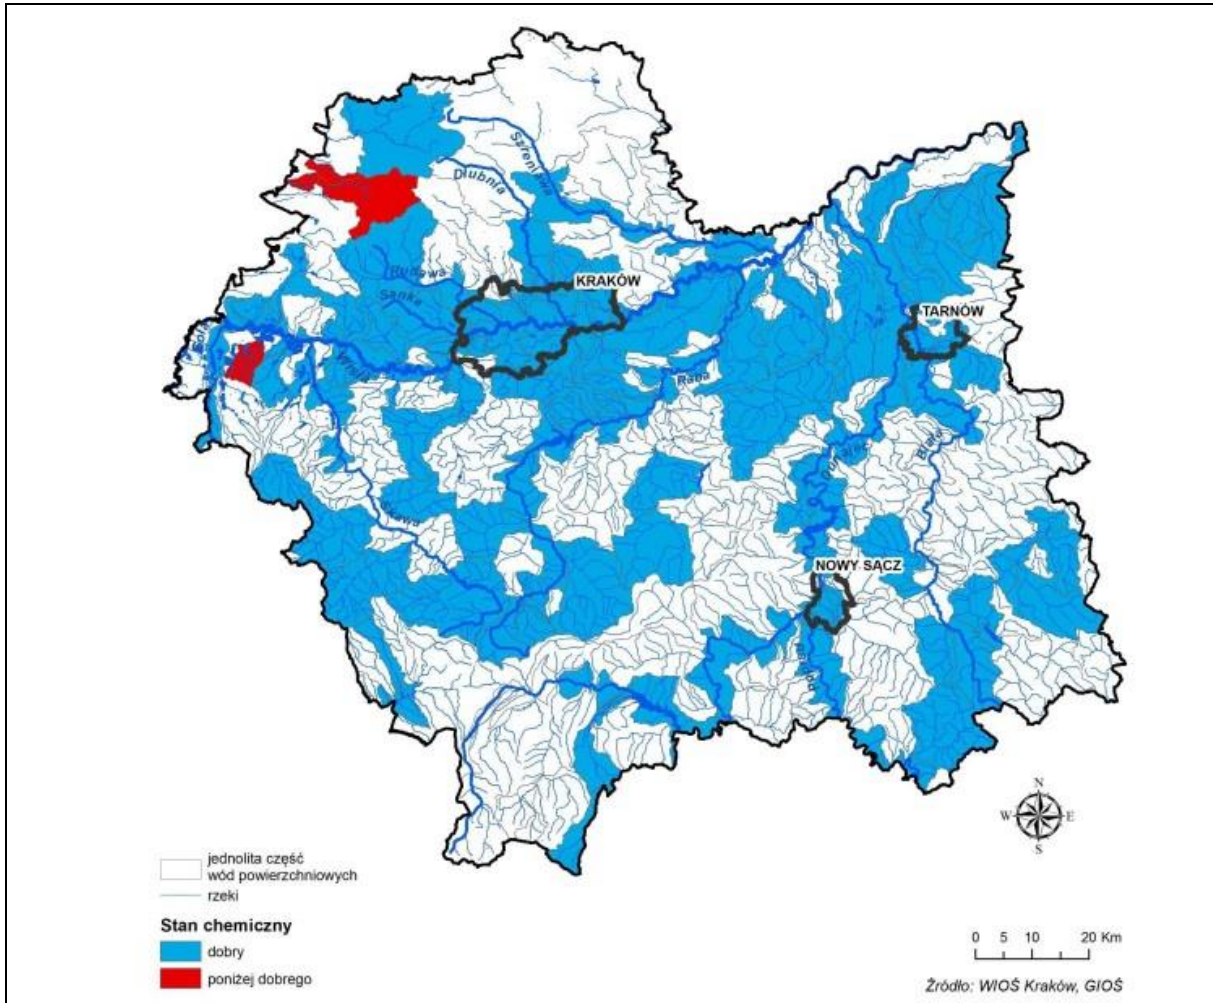 Szreniawa
Dłubnia
Rudawa
Sanka
KRAKÓW
TARNÓW
Soła
Wisła
Raba
Dunajec
Biała
Skawa
NOWY SĄCZ
Poprad
N
W
E
S
jednolita część
wód powierzchniowych
rzeki
Stan chemiczny
dobry
poniżej dobrego
0 5 10 20 Km
Źródło: WIOŚ Kraków, GIOŚ